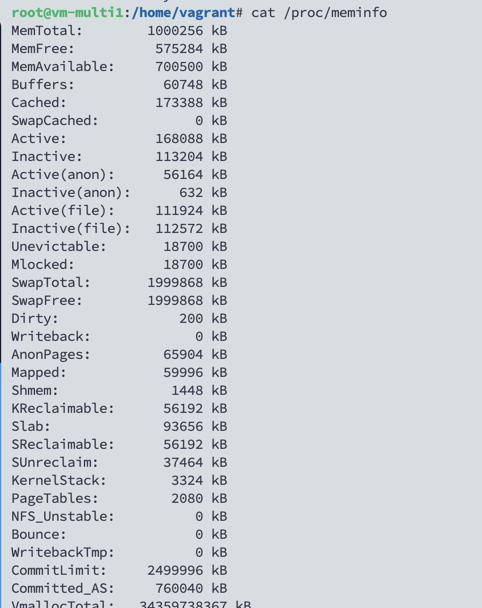 root@vm-multi1:/home/vagrant# cat /proc/meminfo
MemTotal: 1000256 kB
MemFree: 575284 kB
MemAvailable: 700500 kB
Buffers: 60748 kB
Cached: 173388 kB
SwapCached: 0 kB
Active: 168088 kB
Inactive: 113204 kB
Active(anon): 56164 kB
Inactive(anon): 632 kB
Active(file): 111924 kB
Inactive(file): 112572 kB
Unevictable: 18700 kB
Mlocked: 18700 kB
SwapTotal: 1999868 kB
SwapFree: 1999868 kB
Dirty: 200 kB
Writeback: 0 kB
AnonPages: 65904 kB
Mapped: 59996 kB
Shmem: 1448 kB
KReclaimable: 56192 kB
Slab: 93656 kB
SReclaimable: 56192 kB
SUnreclaim: 37464 kB
KernelStack: 3324 kB
PageTables: 2080 kB
NFS_Unstable: 0 kB
Bounce: 0 kB
WritebackTmp: 0 kB
CommitLimit: 2499996 kB
Committed_AS: 760040 kB
VmallocTotal: 34359738367 kB